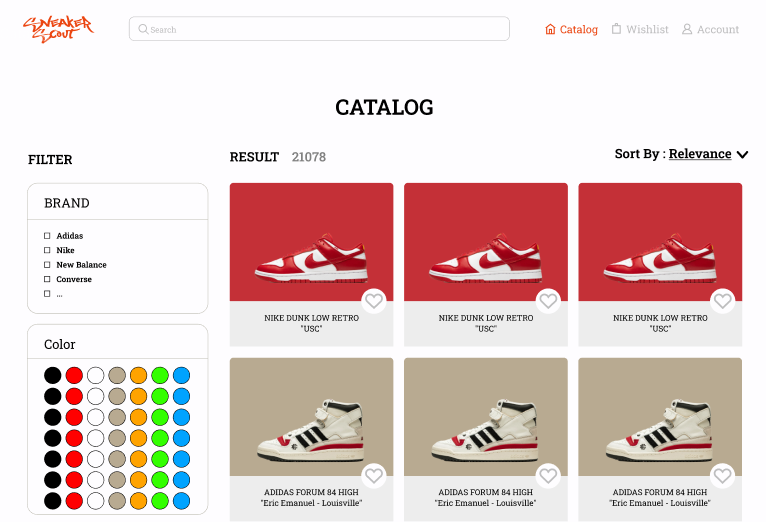 SNEAKER
SCOUT
Search
Catalog
Wishlist
Account
CATALOG
FILTER
RESULT 21078
Sort By : Relevance
BRAND
Adidas
Nike
New Balance
Converse
...
Color
NIKE DUNK LOW RETRO
"USC"
NIKE DUNK LOW RETRO
"USC"
NIKE DUNK LOW RETRO
"USC"
ADIDAS FORUM 84 HIGH
"Eric Emanuel - Louisville"
ADIDAS FORUM 84 HIGH
"Eric Emanuel - Louisville"
ADIDAS FORUM 84 HIGH
"Eric Emanuel - Louisville"